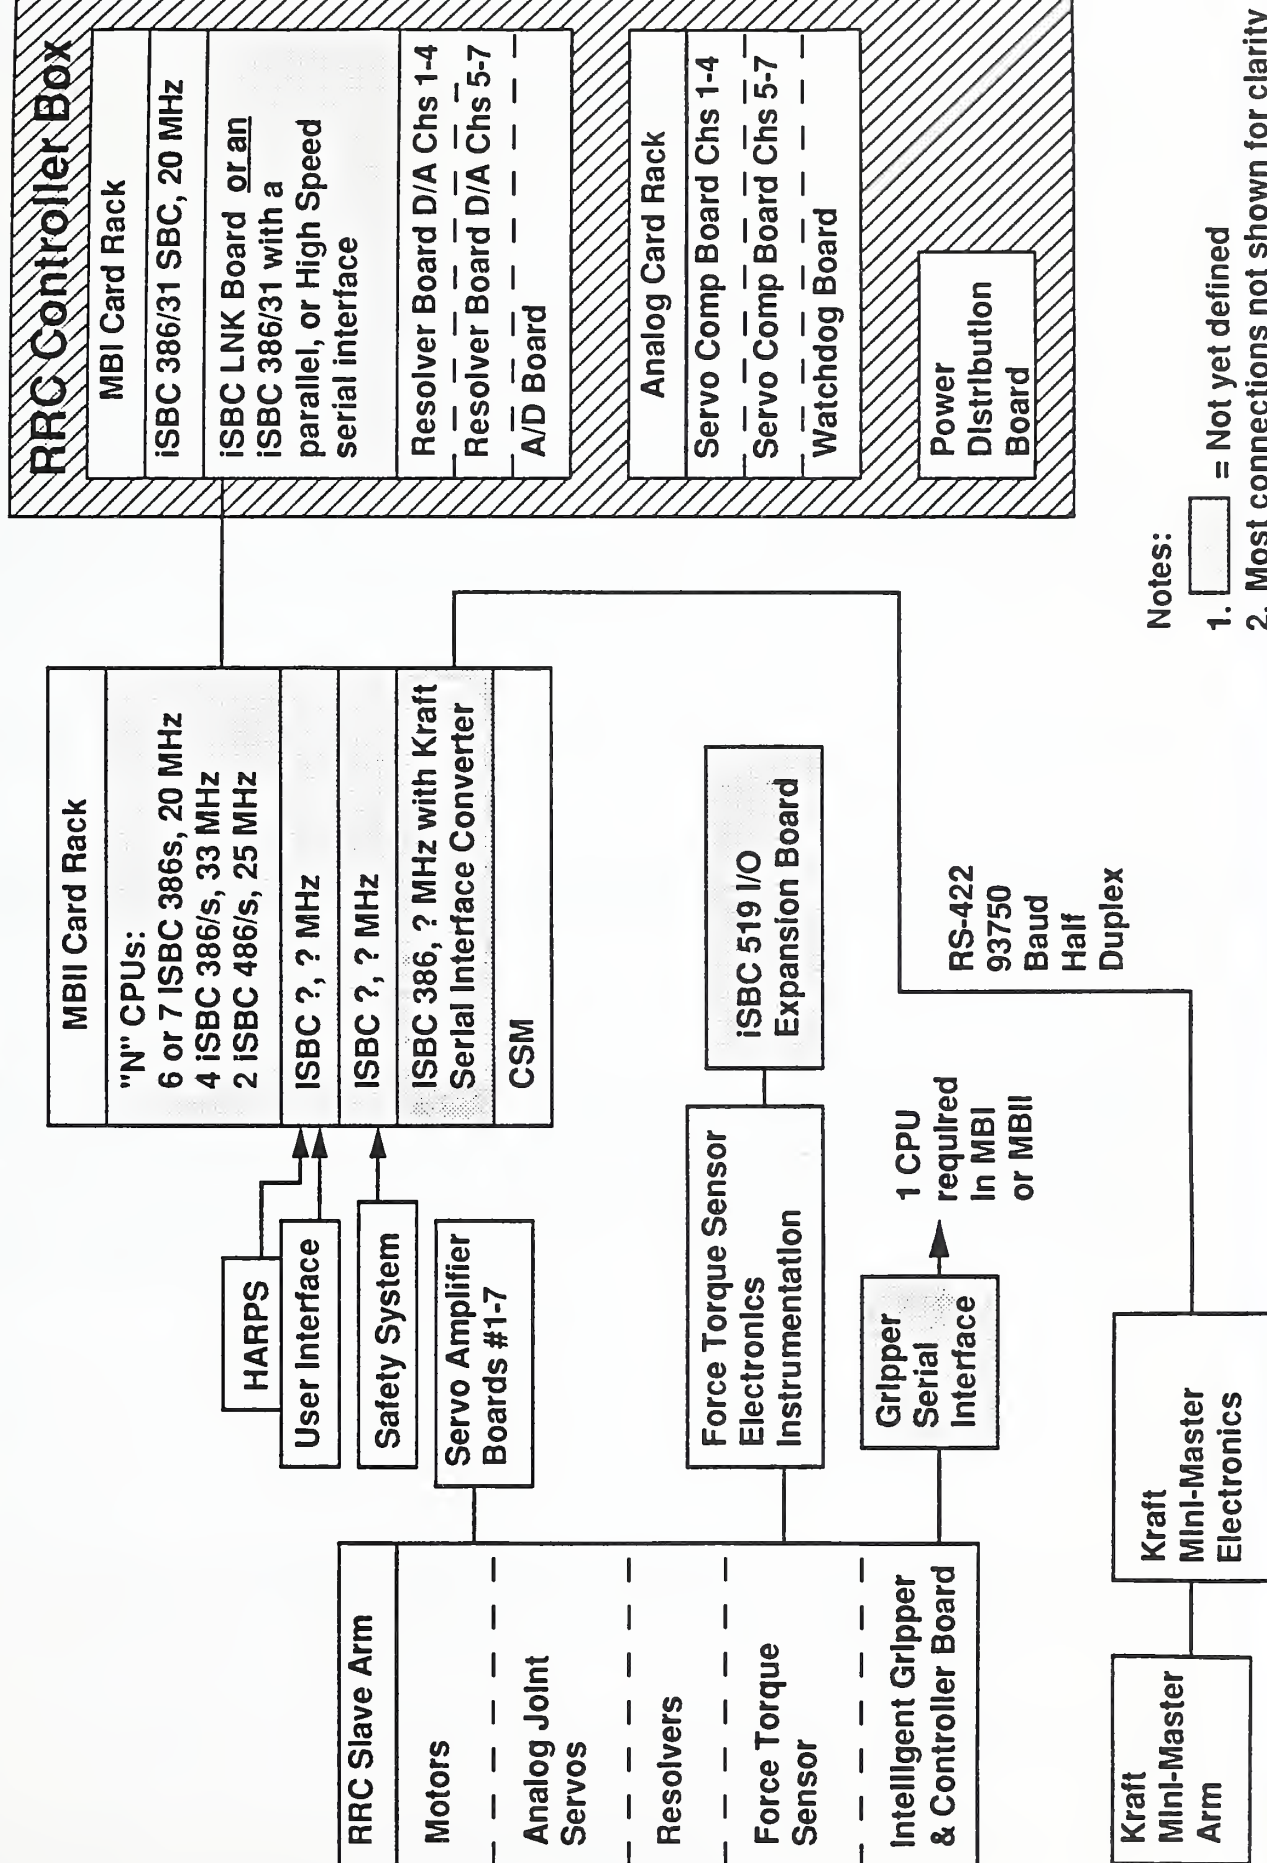 RRC Controller Box
MBI Card Rack
iSBC 386/31 SBC, 20 MHz
iSBC LNK Board or an
iSBC 386/31 with a
parallel, or High Speed
serial interface
Resolver Board D/A Chs 1-4
Resolver Board D/A Chs 5-7
A/D Board
Analog Card Rack
Servo Comp Board Chs 1-4
Servo Comp Board Chs 5-7
Watchdog Board
Power
Distribution
Board
MBII Card Rack
"N" CPUs:
6 or 7 iSBC 386s, 20 MHz
4 iSBC 386/s, 33 MHz
2 iSBC 486/s, 25 MHz
iSBC ?, ? MHz
iSBC ?, ? MHz
iSBC 386, ? MHz with Kraft
Serial Interface Converter
CSM
HARPS
User Interface
Safety System
Servo Amplifier
Boards #1-7
iSBC 519 I/O
Expansion Board
Force Torque Sensor
Electronics
Instrumentation
Gripper
Serial
Interface
1 CPU
required
in MBI
or MBII
RS-422
93750
Baud
Half
Duplex
RRC Slave Arm
Motors
Analog Joint
Servos
Resolvers
Force Torque
Sensor
Intelligent Gripper
& Controller Board
Kraft
Mini-Master
Electronics
Kraft
Mini-Master
Arm
Notes:
1. = Not yet defined
2. Most connections not shown for clarity